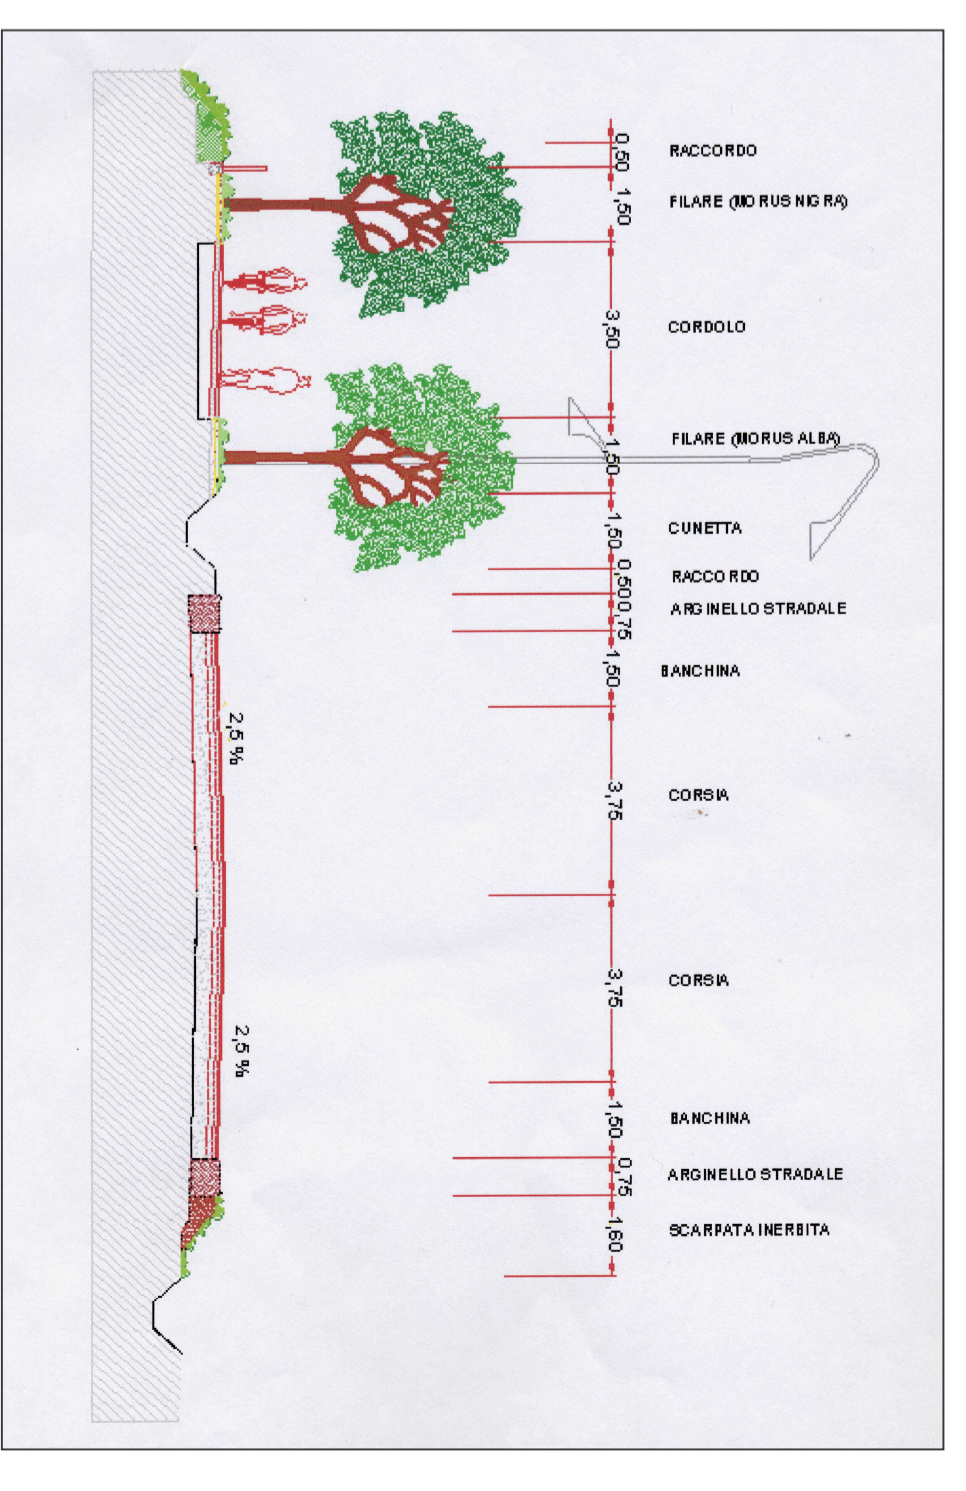 0,50
RACCORDO
1,50
FILARE (MORUS NIGRA)
3,50
CORDOLO
1,50
FILARE (MORUS ALBA)
1,50
CUNETTA
0,50
RACCORDO
0,75
ARGINELLO STRADALE
1,50
BANCHINA
2,5 %
3,75
CORSIA
3,75
CORSIA
2,5 %
1,50
BANCHINA
0,75
ARGINELLO STRADALE
1,60
SCARPATA INERBITA